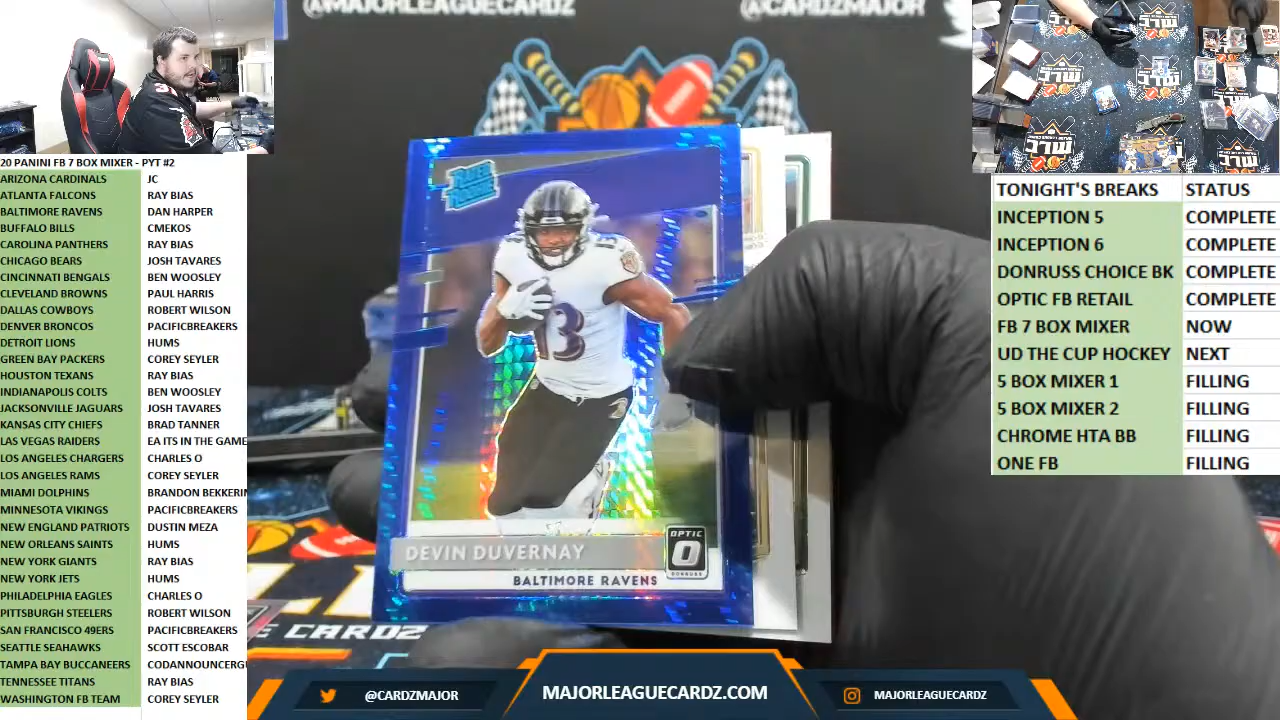 @MAJORLEAGUECARDZ
@CARDZMAJOR
20 PANINI FB 7 BOX MIXER - PYT #2
ARIZONA CARDINALS JC
ATLANTA FALCONS RAY BIAS
BALTIMORE RAVENS DAN HARPER
BUFFALO BILLS CMEKOS
CAROLINA PANTHERS RAY BIAS
CHICAGO BEARS JOSH TAVARES
CINCINNATI BENGALS BEN WOOSLEY
CLEVELAND BROWNS PAUL HARRIS
DALLAS COWBOYS ROBERT WILSON
DENVER BRONCOS PACIFICBREAKERS
DETROIT LIONS HUMS
GREEN BAY PACKERS COREY SEYLER
HOUSTON TEXANS RAY BIAS
INDIANAPOLIS COLTS BEN WOOSLEY
JACKSONVILLE JAGUARS JOSH TAVARES
KANSAS CITY CHIEFS BRAD TANNER
LAS VEGAS RAIDERS EA ITS IN THE GAME
LOS ANGELES CHARGERS CHARLES O
LOS ANGELES RAMS COREY SEYLER
MIAMI DOLPHINS BRANDON BEKKERIN
MINNESOTA VIKINGS PACIFICBREAKERS
NEW ENGLAND PATRIOTS DUSTIN MEZA
NEW ORLEANS SAINTS HUMS
NEW YORK GIANTS RAY BIAS
NEW YORK JETS HUMS
PHILADELPHIA EAGLES CHARLES O
PITTSBURGH STEELERS ROBERT WILSON
SAN FRANCISCO 49ERS PACIFICBREAKERS
SEATTLE SEAHAWKS SCOTT ESCOBAR
TAMPA BAY BUCCANEERS CODANNOUNCERG
TENNESSEE TITANS RAY BIAS
WASHINGTON FB TEAM COREY SEYLER
RATED
ROOKIE
13
DEVIN DUVERNAY
BALTIMORE RAVENS
OPTIC
DONRUSS
E CARDZ
TONIGHT'S BREAKS STATUS
INCEPTION 5 COMPLETE
INCEPTION 6 COMPLETE
DONRUSS CHOICE BK COMPLETE
OPTIC FB RETAIL COMPLETE
FB 7 BOX MIXER NOW
UD THE CUP HOCKEY NEXT
5 BOX MIXER 1 FILLING
5 BOX MIXER 2 FILLING
CHROME HTA BB FILLING
ONE FB FILLING
@CARDZMAJOR
MAJORLEAGUECARDZ.COM
MAJORLEAGUECARDZ